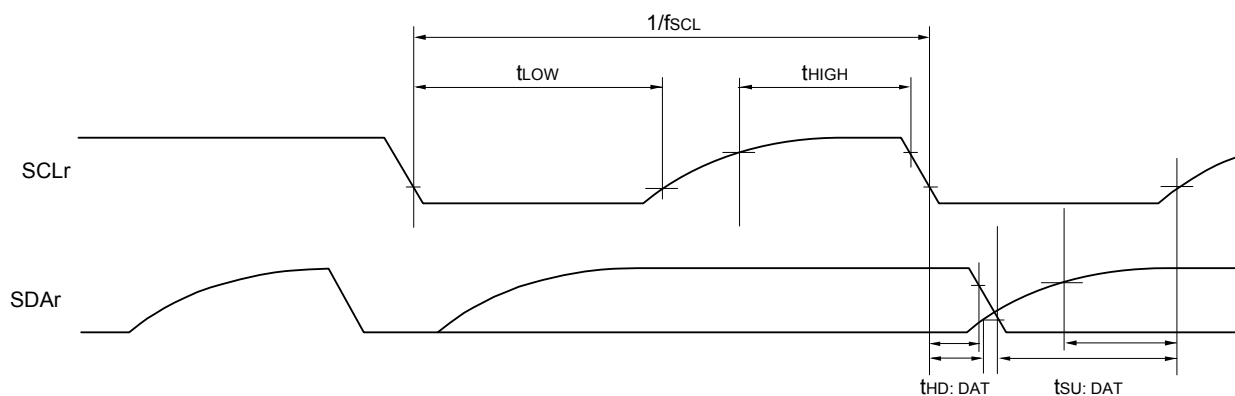 1/fSCL
tLOW
tHIGH
SCLr
SDAr
tHD: DAT
tSU: DAT